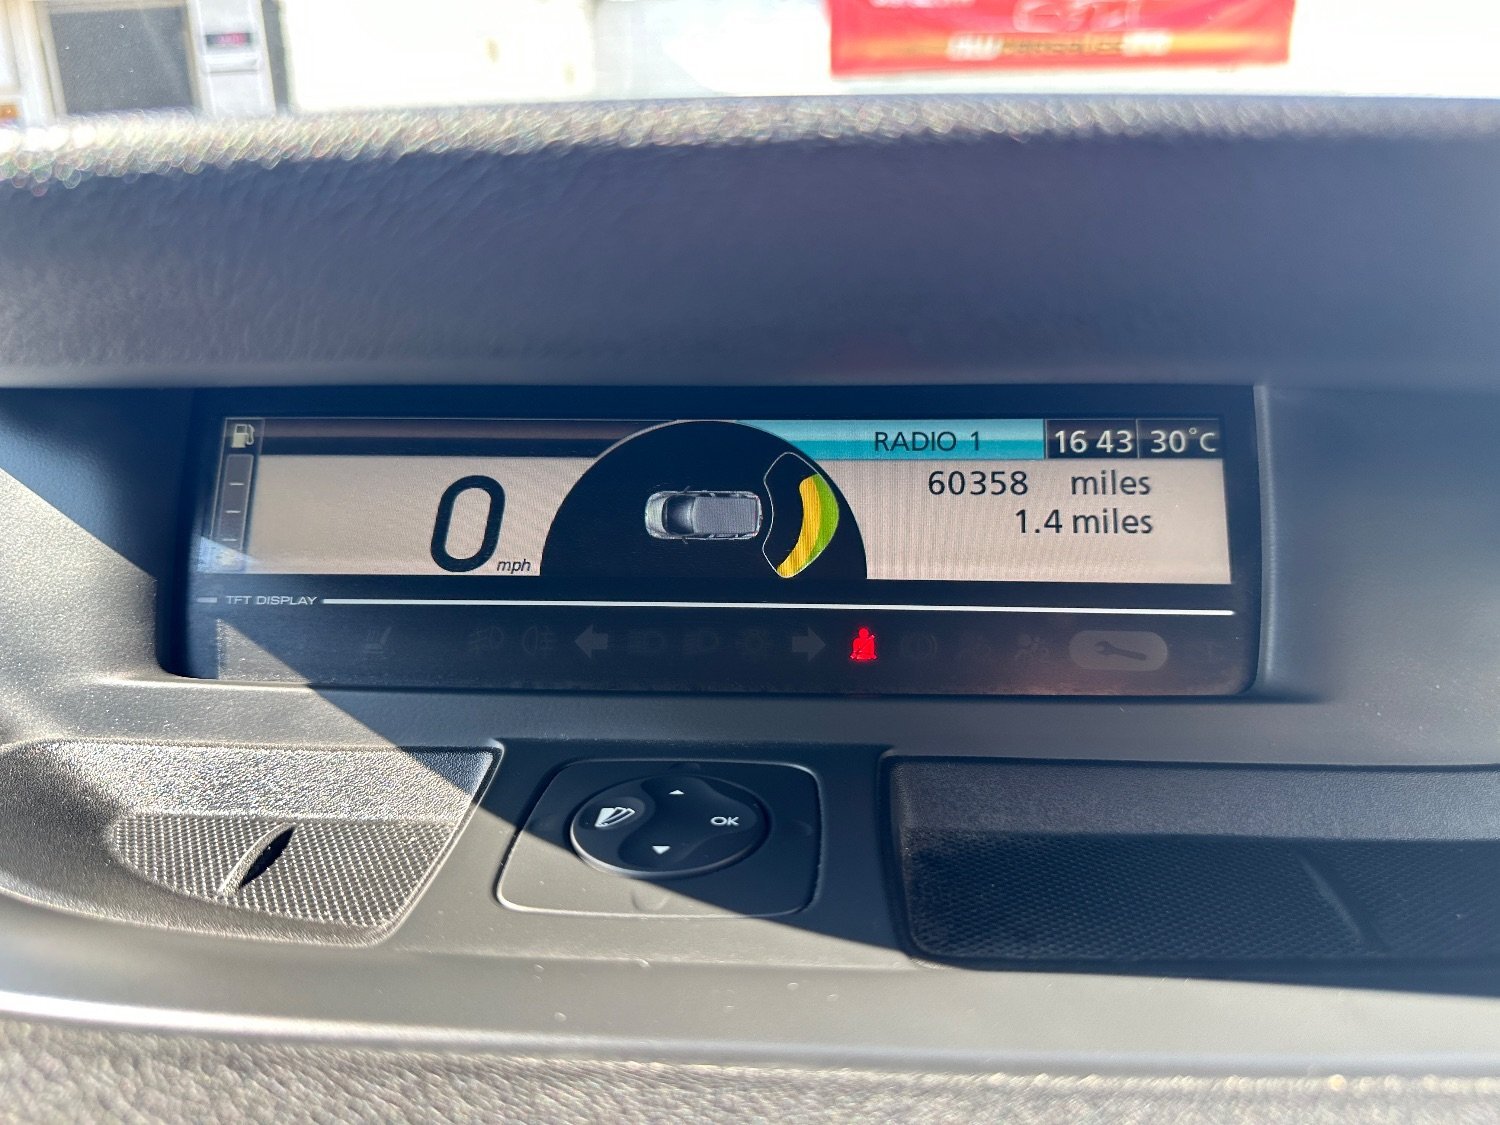 RADIO 1
16 43
30°C
60358 miles
1.4 miles
0 mph
TFT DISPLAY
OK